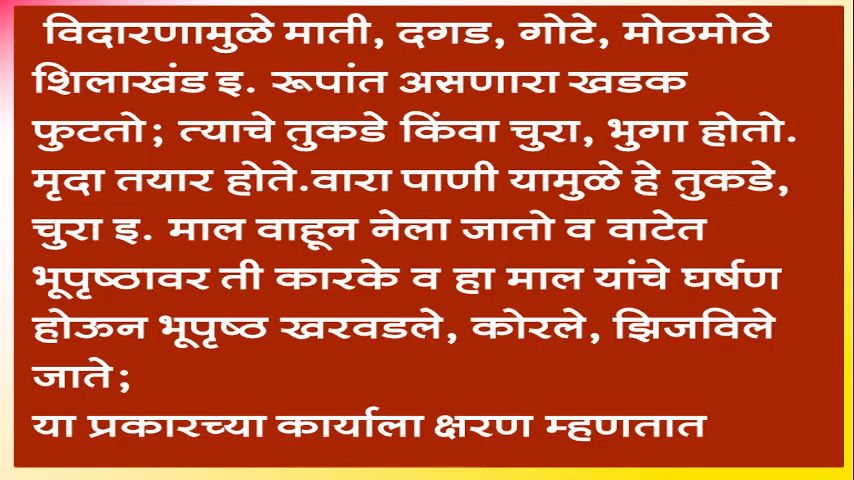 विदारणामुळे माती, दगड, गोटे, मोठमोठे
शिलाखंड इ. रूपांत असणारा खडक
फुटतो; त्याचे तुकडे किंवा चुरा, भुगा होतो.
मृदा तयार होते.वारा पाणी यामुळे हे तुकडे,
चुरा इ. माल वाहून नेला जातो व वाटेत
भूपृष्ठावर ती कारके व हा माल यांचे घर्षण
होऊन भूपृष्ठ खरवडले, कोरले, झिजविले
जाते;
या प्रकारच्या कार्याला क्षरण म्हणतात